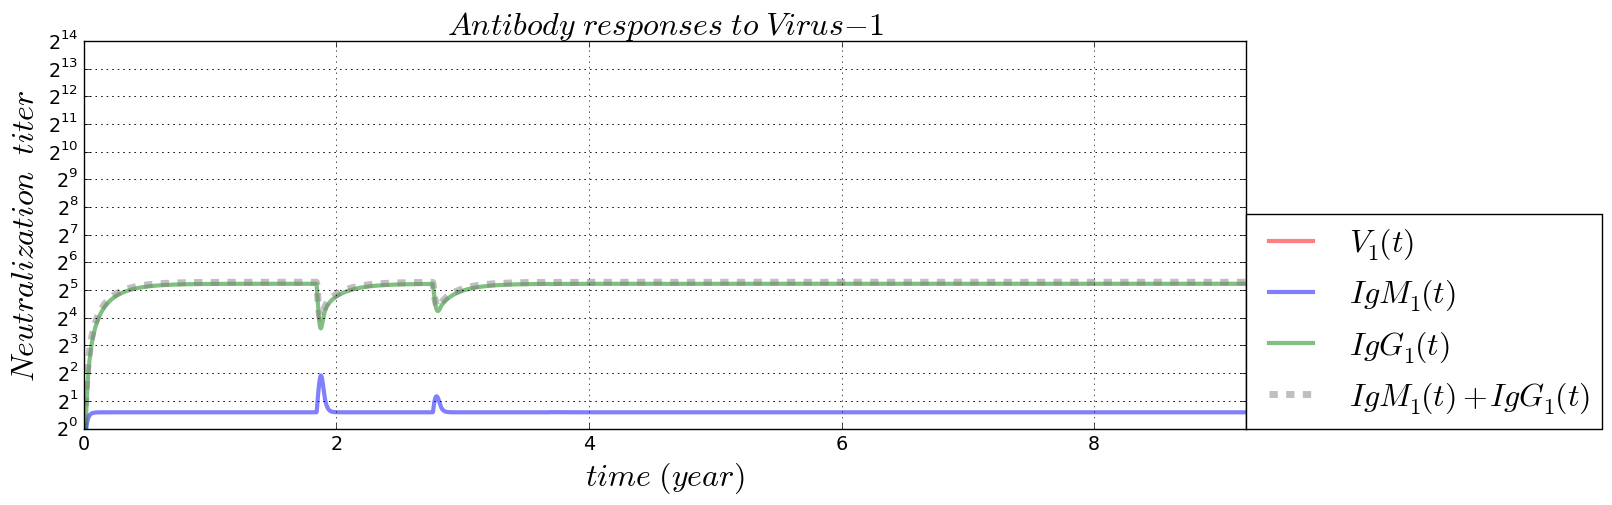 Antibody responses to Virus−1
2^14
2^13
2^12
2^11
2^10
2^9
2^8
2^7
2^6
2^5
2^4
2^3
2^2
2^1
2^0
Neutralization titer
0 2 4 6 8
time (year)
V_1(t)
IgM_1(t)
IgG_1(t)
IgM_1(t) + IgG_1(t)